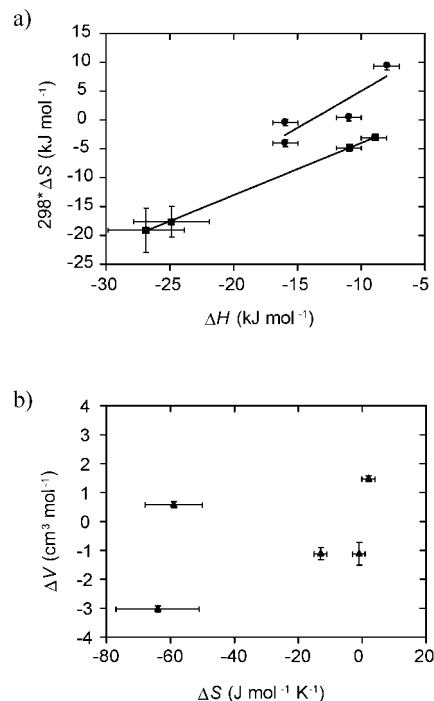 a)
15
10
5
0
-5
-10
-15
-20
-25
298* ΔS (kJ mol⁻¹)
-30 -25 -20 -15 -10 -5
ΔH (kJ mol⁻¹)
b)
4
3
2
1
0
-1
-2
-3
-4
ΔV (cm³ mol⁻¹)
-80 -60 -40 -20 0 20
ΔS (J mol⁻¹ K⁻¹)